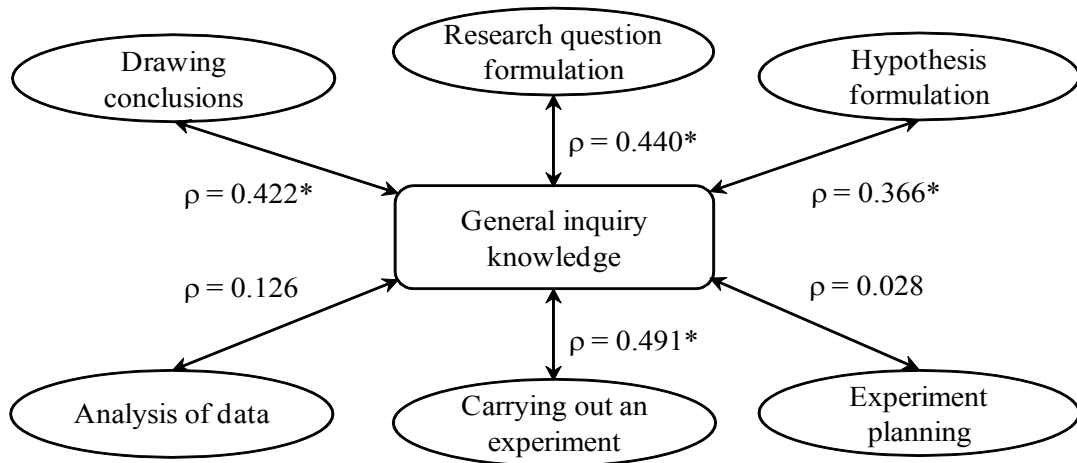 Research question
formulation
Drawing
conclusions
Hypothesis
formulation
ρ = 0.440*
ρ = 0.422*
ρ = 0.366*
General inquiry
knowledge
ρ = 0.126
ρ = 0.028
ρ = 0.491*
Analysis of data
Carrying out an
experiment
Experiment
planning